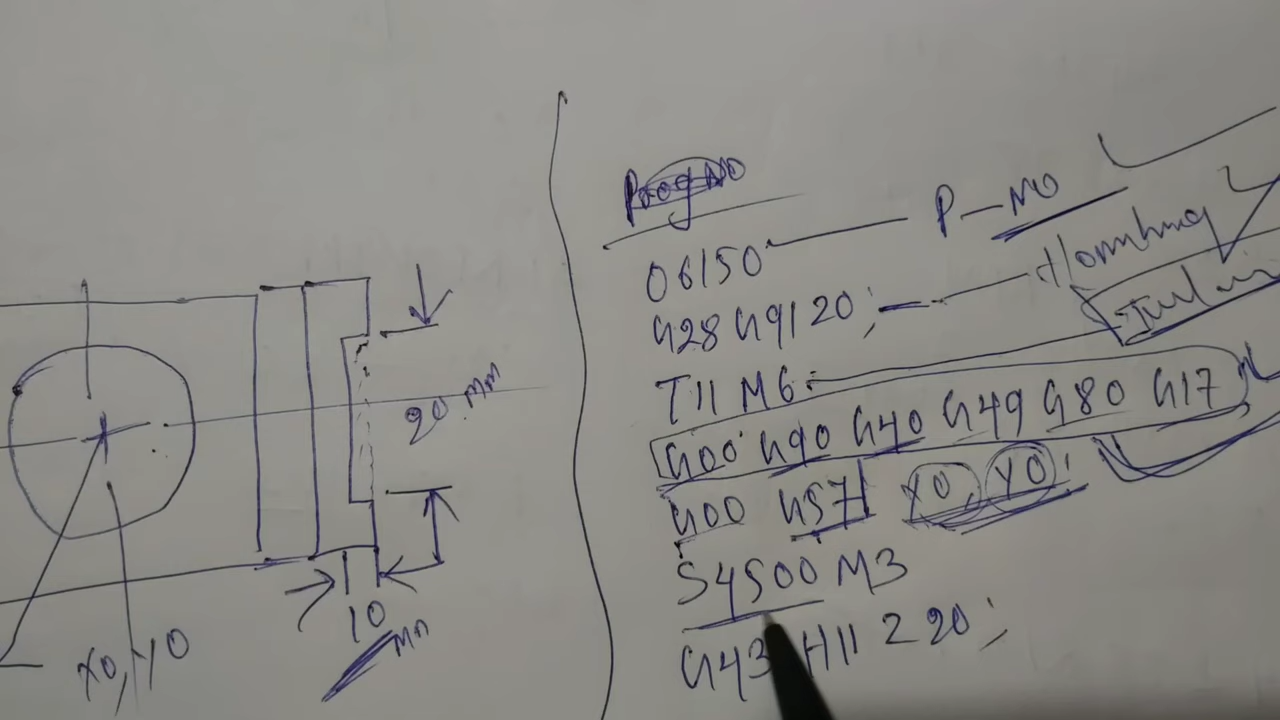 20 mm
10
mm
X0, Y0
Prog NO
O6150 P-NO
G28 G91 Z0;
T11 M6
G00 G90 G40 G49 G80 G17
G00 G57 X0, Y0;
S4500 M3
G43 H11 Z20;